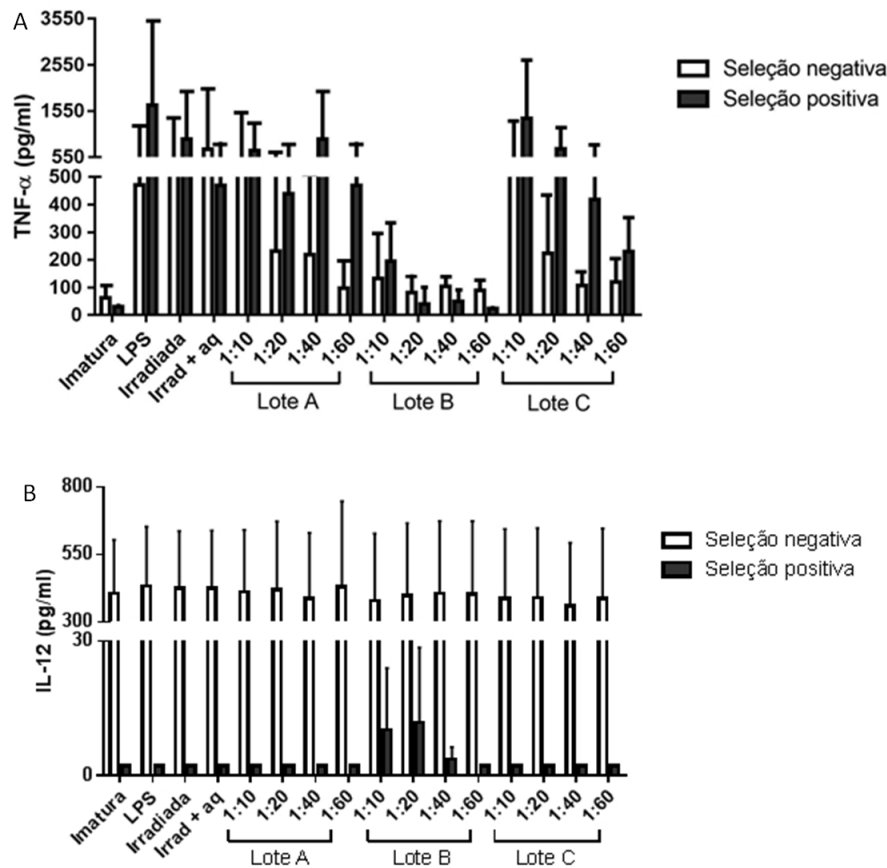 A
TNF-α (pg/ml)
3550
2550
1550
550
500
400
300
200
100
0
Seleção negativa
Seleção positiva
Imatura
LPS
Irradiada
Irrad + aq
1:10
1:20
1:40
1:60
1:10
1:20
1:40
1:60
1:10
1:20
1:40
1:60
Lote A
Lote B
Lote C
B
IL-12 (pg/ml)
800
550
300
30
0
Seleção negativa
Seleção positiva
Imatura
LPS
Irradiada
Irrad + aq
1:10
1:20
1:40
1:60
1:10
1:20
1:40
1:60
1:10
1:20
1:40
1:60
Lote A
Lote B
Lote C